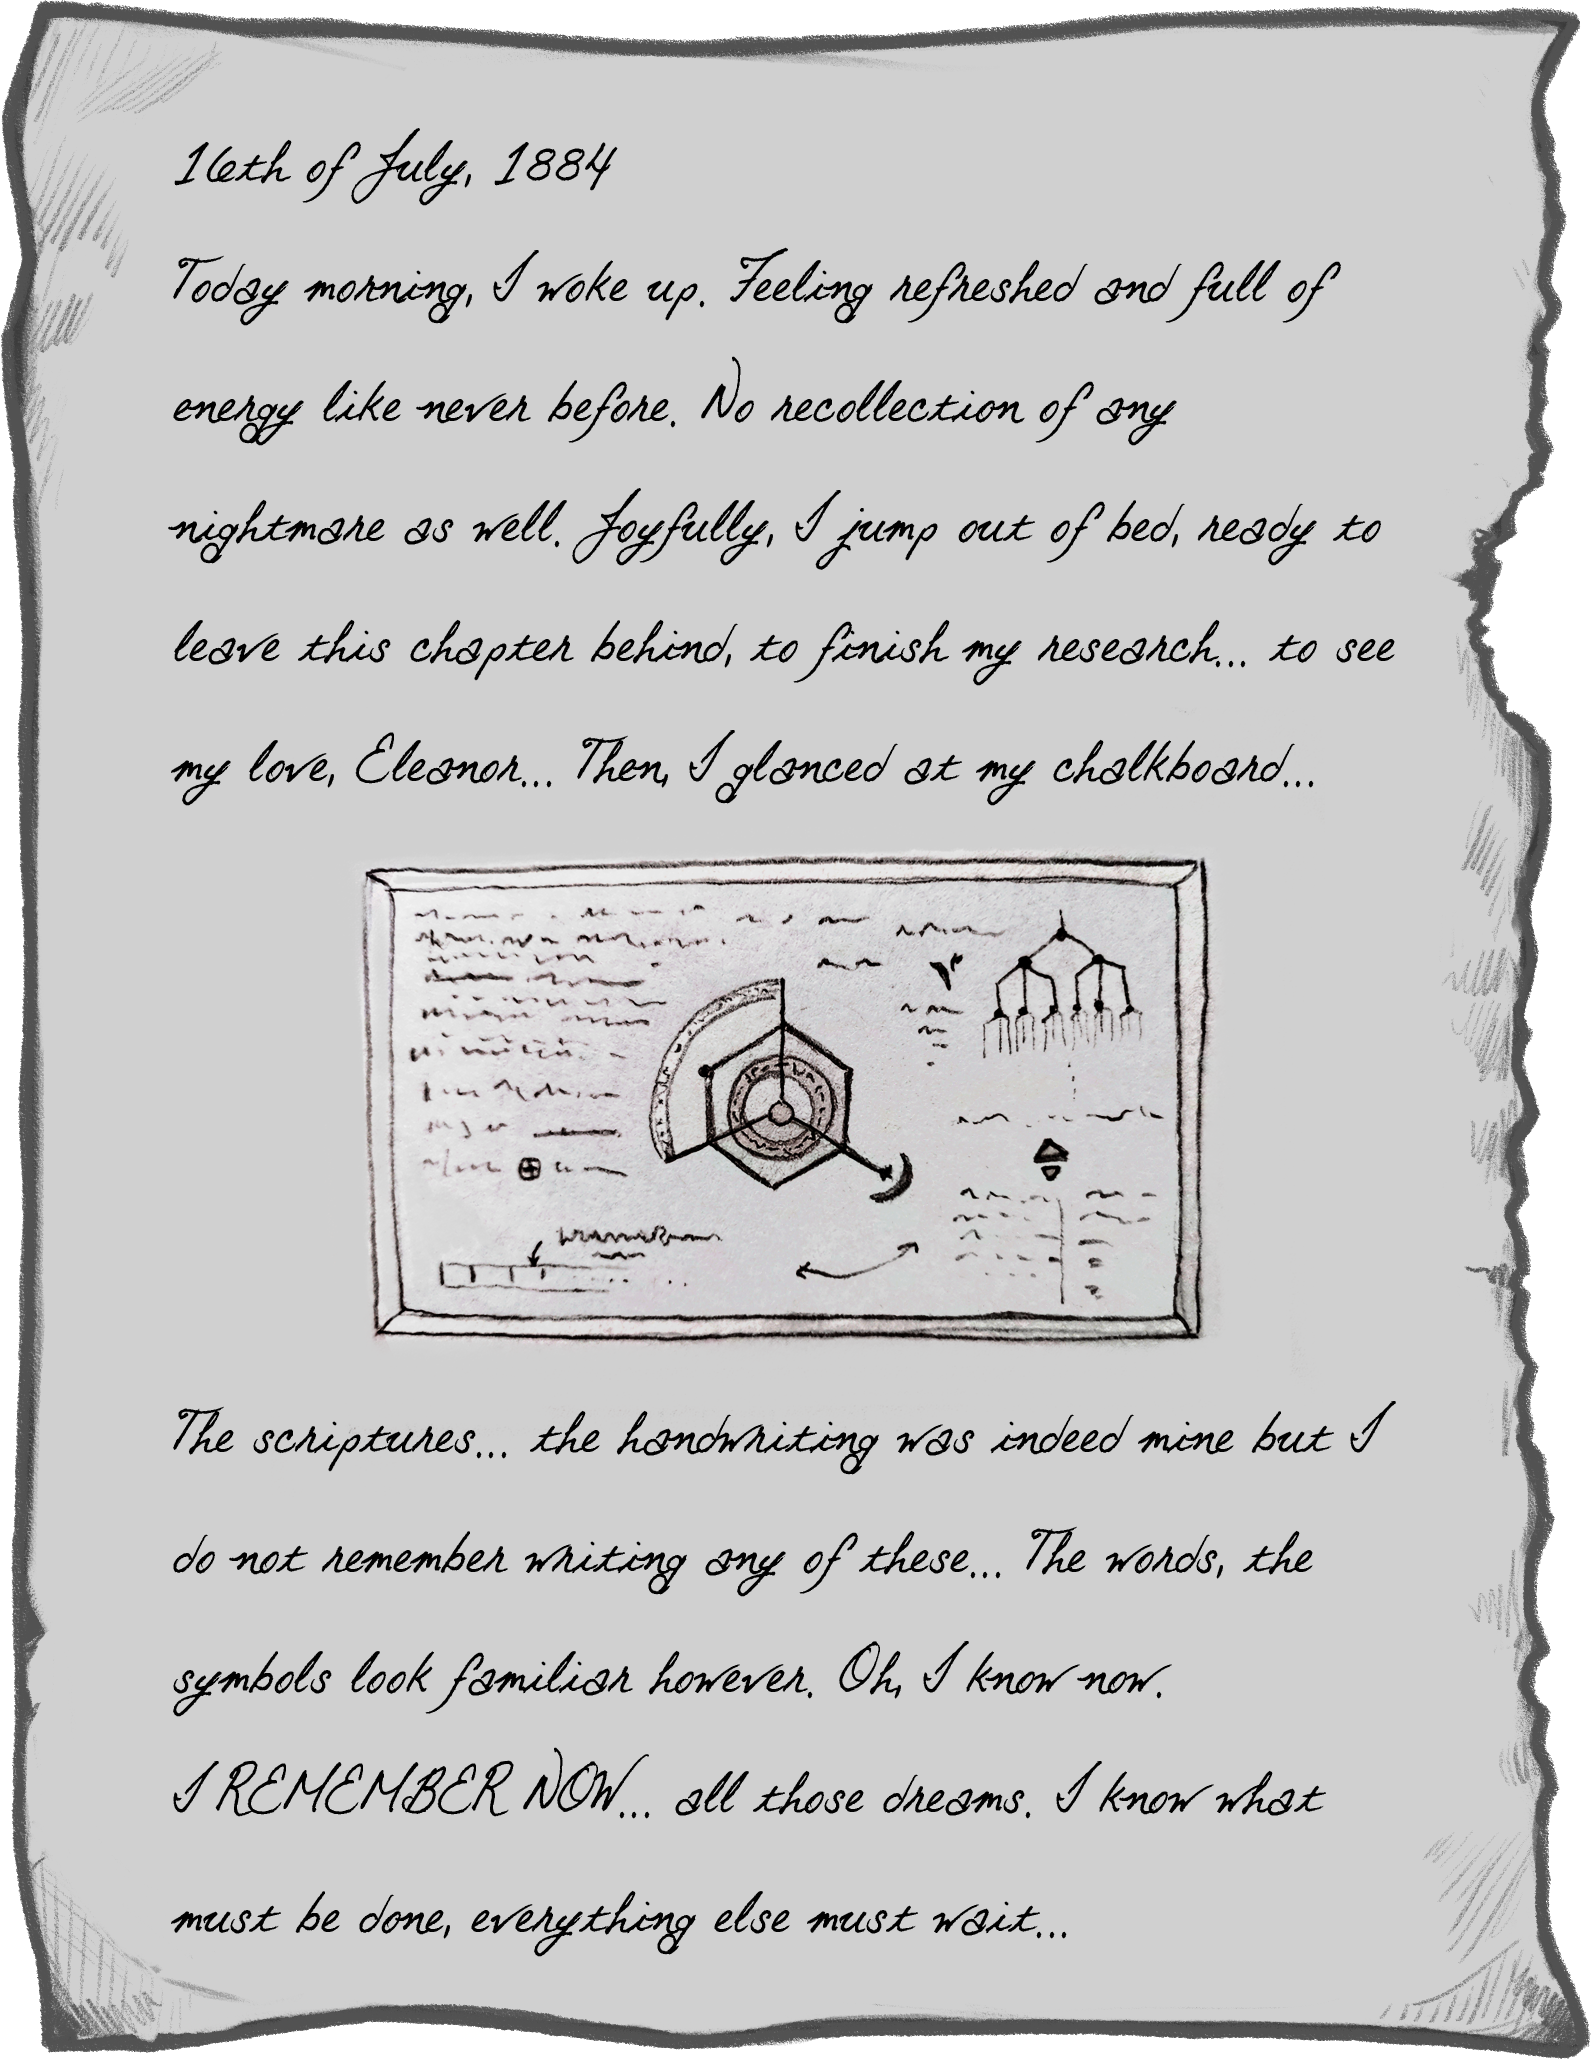 16th of July, 1884
Today morning, I woke up. Feeling refreshed and full of
energy like never before. No recollection of any
nightmare as well. Joyfully, I jump out of bed, ready to
leave this chapter behind, to finish my research... to see
my love, Eleanor... Then, I glanced at my chalkboard...
The scriptures... the handwriting was indeed mine but I
do not remember writing any of these... The words, the
symbols look familiar however. Oh, I know now.
I REMEMBER NOW... all those dreams. I know what
must be done, everything else must wait...